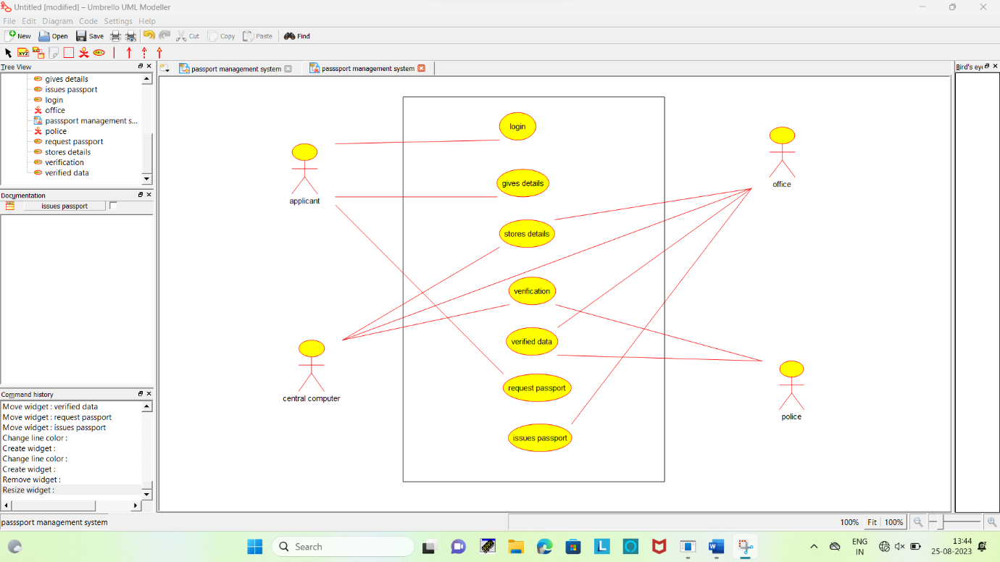 Untitled [modified] – Umbrello UML Modeller
File Edit Diagram Code Settings Help
New Open Save Cut Copy Paste Find
XYZ ABC
Tree View
passport management system
passsport management system
Bird's eye
gives details
issues passport
login
office
passsport management s...
police
request passport
stores details
verification
verified data
Documentation
issues passport
Command history
Move widget : verified data
Move widget : request passport
Move widget : issues passport
Change line color :
Create widget :
Change line color :
Create widget :
Remove widget :
Resize widget :
login
gives details
stores details
verification
verified data
request passport
issues passport
applicant
central computer
office
police
passsport management system
100% Fit 100%
Search
ENG
IN
13:44
25-08-2023